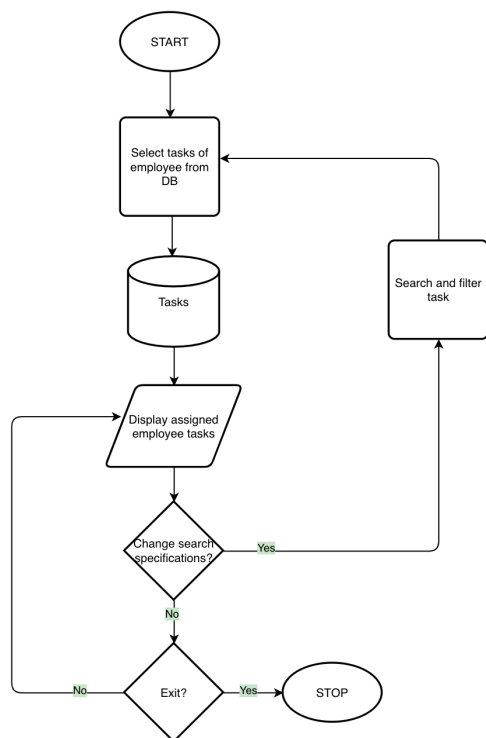 START
Select tasks of
employee from
DB
Search and filter
task
Tasks
Display assigned
employee tasks
Change search
specifications?
Yes
No
No
Exit?
Yes
STOP